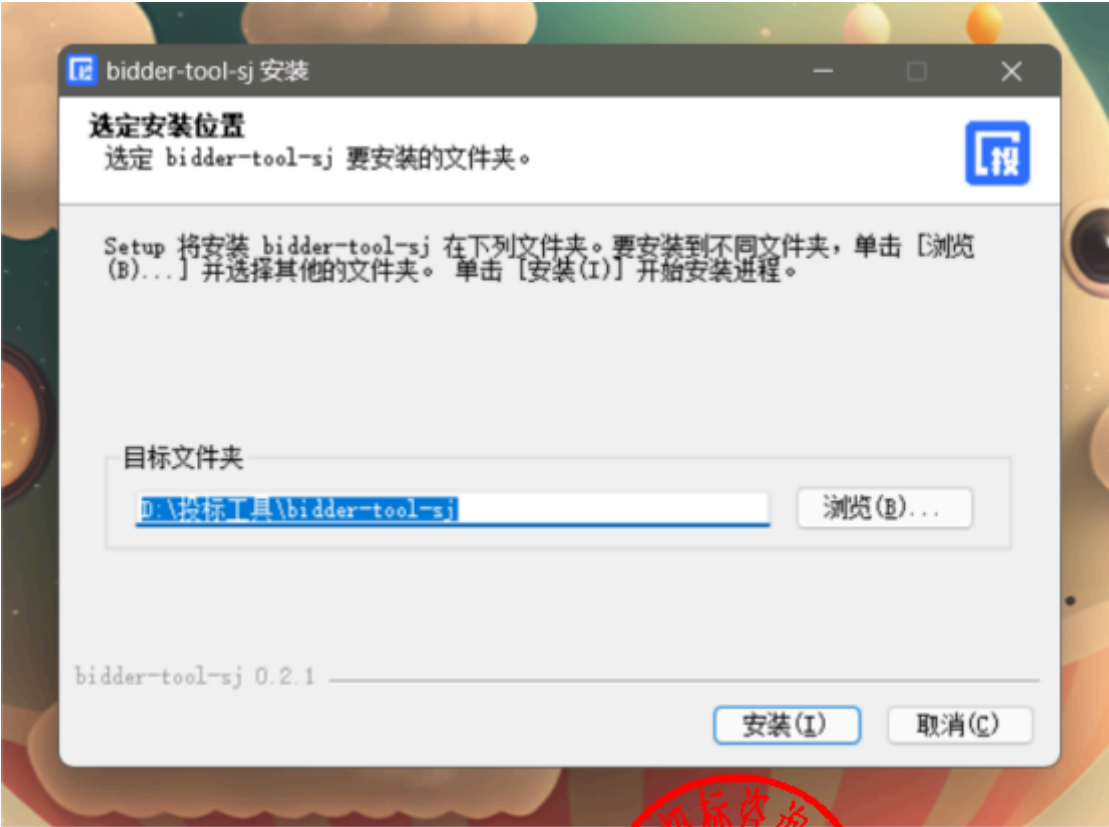 bidder-tool-sj 安装
选定安装位置
选定 bidder-tool-sj 要安装的文件夹。
投
Setup 将安装 bidder-tool-sj 在下列文件夹。要安装到不同文件夹，单击 [浏览
(B)...] 并选择其他的文件夹。 单击 [安装(I)] 开始安装进程。
目标文件夹
D:\投标工具\bidder-tool-sj
浏览(B)...
bidder-tool-sj 0.2.1
安装(I)
取消(C)